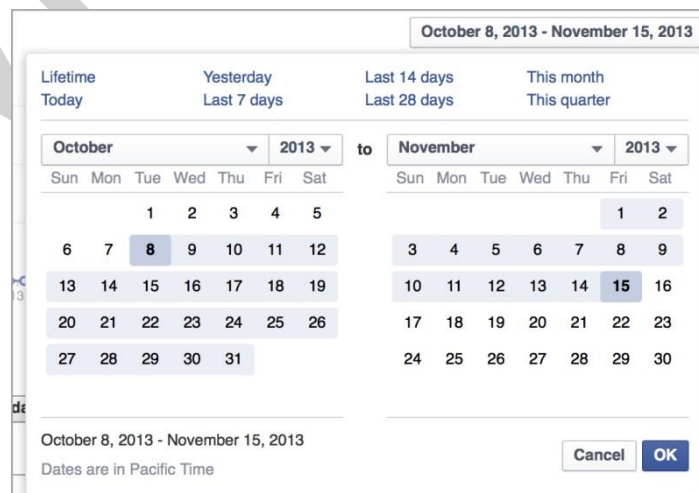 October 8, 2013 - November 15, 2013
Lifetime Yesterday Last 14 days This month
Today Last 7 days Last 28 days This quarter
October 2013 to November 2013
Sun Mon Tue Wed Thu Fri Sat Sun Mon Tue Wed Thu Fri Sat
1 2 3 4 5 1 2
6 7 8 9 10 11 12 3 4 5 6 7 8 9
13 14 15 16 17 18 19 10 11 12 13 14 15 16
20 21 22 23 24 25 26 17 18 19 20 21 22 23
27 28 29 30 31 24 25 26 27 28 29 30
October 8, 2013 - November 15, 2013
Cancel OK
Dates are in Pacific Time